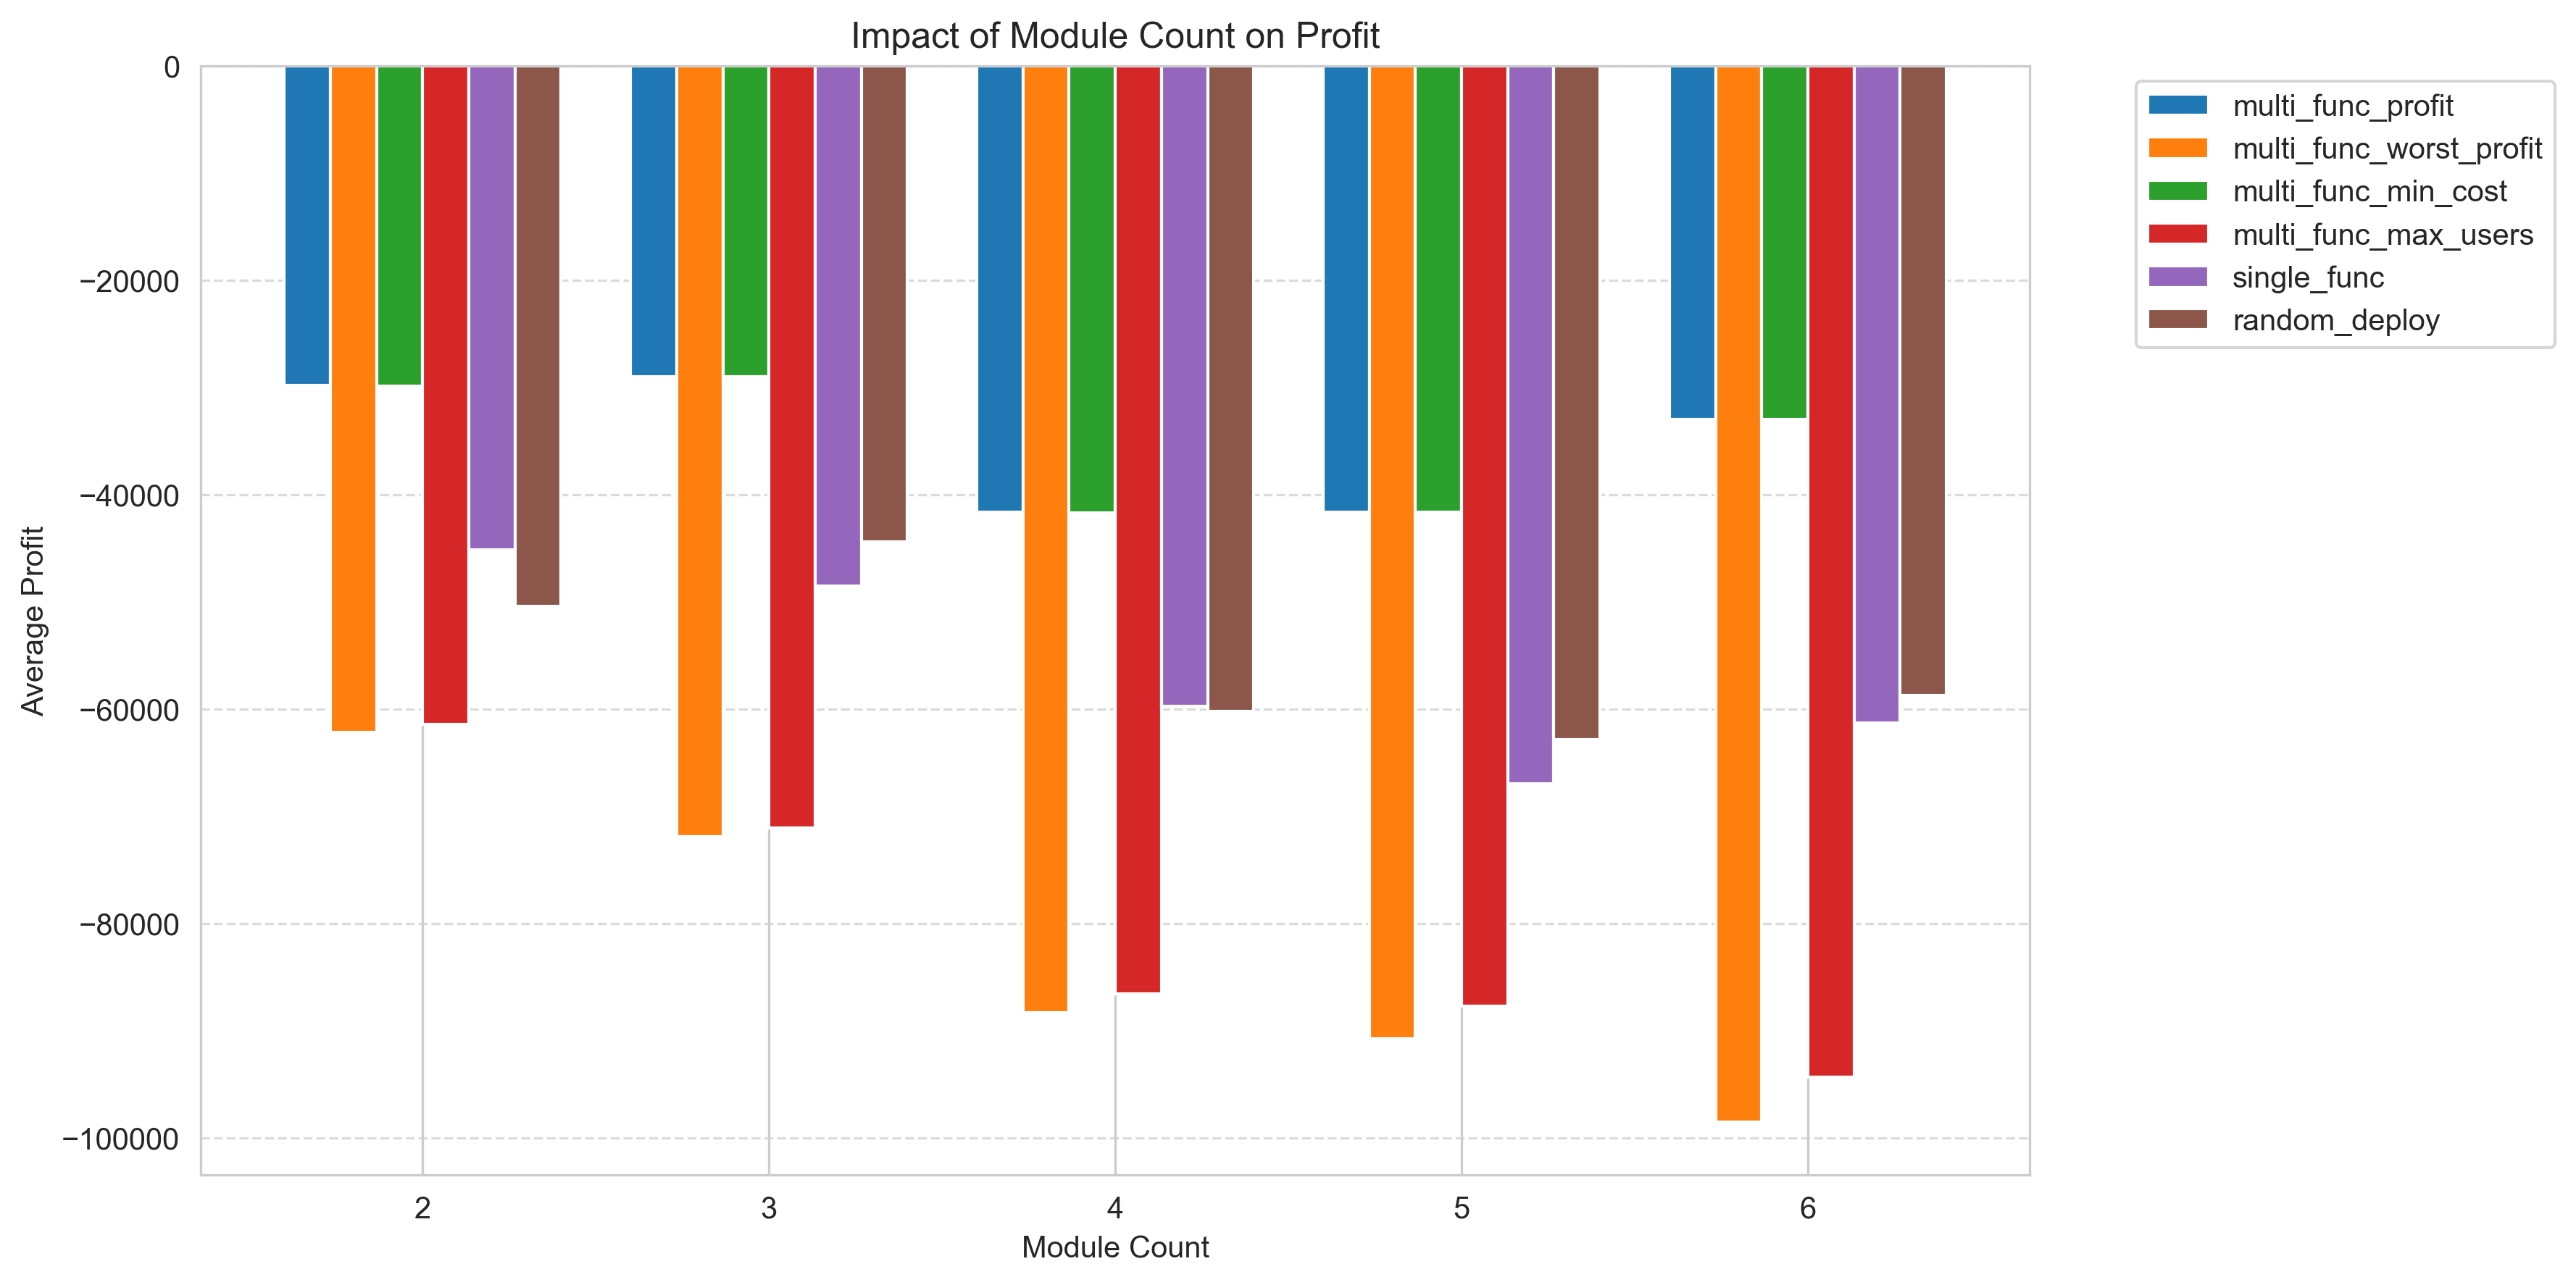 Impact of Module Count on Profit
0
−20000
−40000
−60000
−80000
−100000
Average Profit
2 3 4 5 6
Module Count
multi_func_profit
multi_func_worst_profit
multi_func_min_cost
multi_func_max_users
single_func
random_deploy